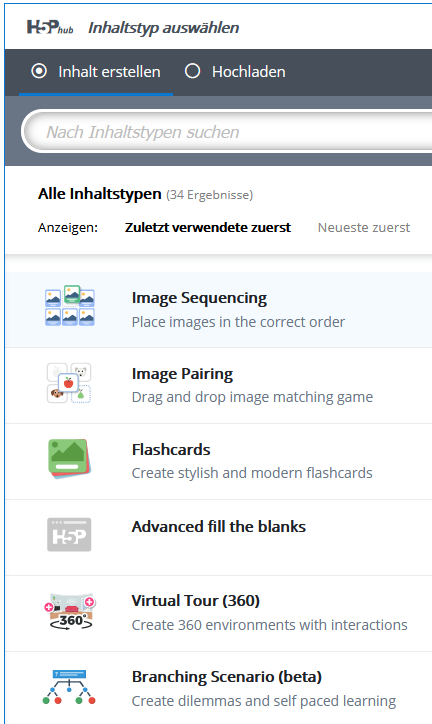 H5P hub Inhaltstyp auswählen
Inhalt erstellen Hochladen
Nach Inhaltstypen suchen
Alle Inhaltstypen (34 Ergebnisse)
Anzeigen: Zuletzt verwendete zuerst Neueste zuerst
Image Sequencing
Place images in the correct order
Image Pairing
Drag and drop image matching game
Flashcards
Create stylish and modern flashcards
H5P
Advanced fill the blanks
360°
Virtual Tour (360)
Create 360 environments with interactions
Branching Scenario (beta)
Create dilemmas and self paced learning